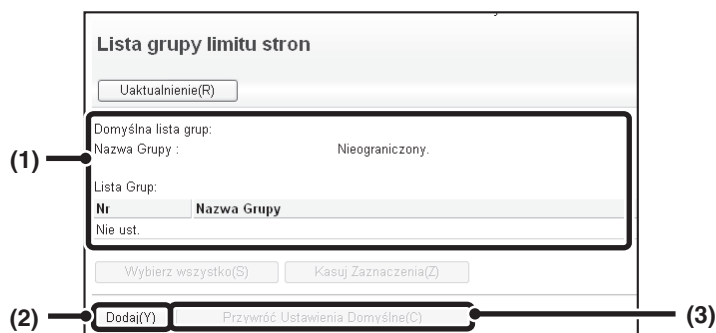 Lista grupy limitu stron
Uaktualnienie(R)
Domyślna lista grup:
Nazwa Grupy : Nieograniczony.
(1)
Lista Grup:
Nr Nazwa Grupy
Nie ust.
Wybierz wszystko(S) Kasuj Zaznaczenia(Z)
(2) Dodaj(Y) Przywróć Ustawienia Domyślne(C) (3)